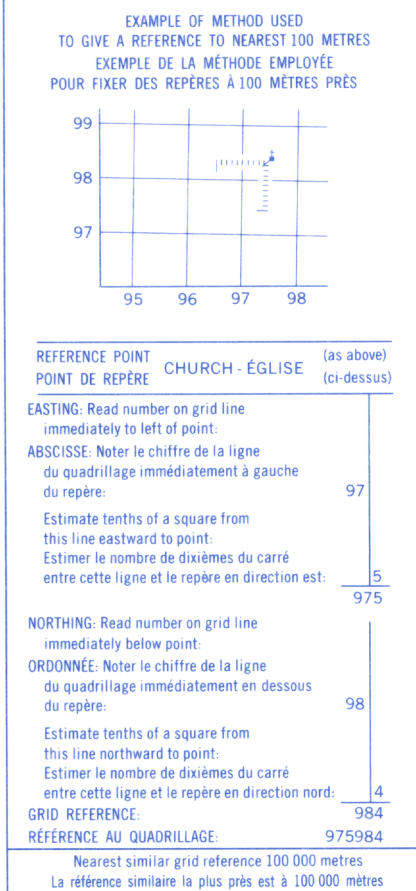 EXAMPLE OF METHOD USED
TO GIVE A REFERENCE TO NEAREST 100 METRES
EXEMPLE DE LA MÉTHODE EMPLOYÉE
POUR FIXER DES REPÈRES À 100 MÈTRES PRÈS
99
98
97
95 96 97 98
REFERENCE POINT
POINT DE REPÈRE
CHURCH - ÉGLISE
(as above)
(ci-dessus)
EASTING: Read number on grid line
immediately to left of point:
ABSCISSE: Noter le chiffre de la ligne
du quadrillage immédiatement à gauche
du repère: 97
Estimate tenths of a square from
this line eastward to point:
Estimer le nombre de dixièmes du carré
entre cette ligne et le repère en direction est: 5
975
NORTHING: Read number on grid line
immediately below point:
ORDONNÉE: Noter le chiffre de la ligne
du quadrillage immédiatement en dessous
du repère: 98
Estimate tenths of a square from
this line northward to point:
Estimer le nombre de dixièmes du carré
entre cette ligne et le repère en direction nord: 4
GRID REFERENCE: 984
RÉFÉRENCE AU QUADRILLAGE: 975984
Nearest similar grid reference 100 000 metres
La référence similaire la plus près est à 100 000 mètres